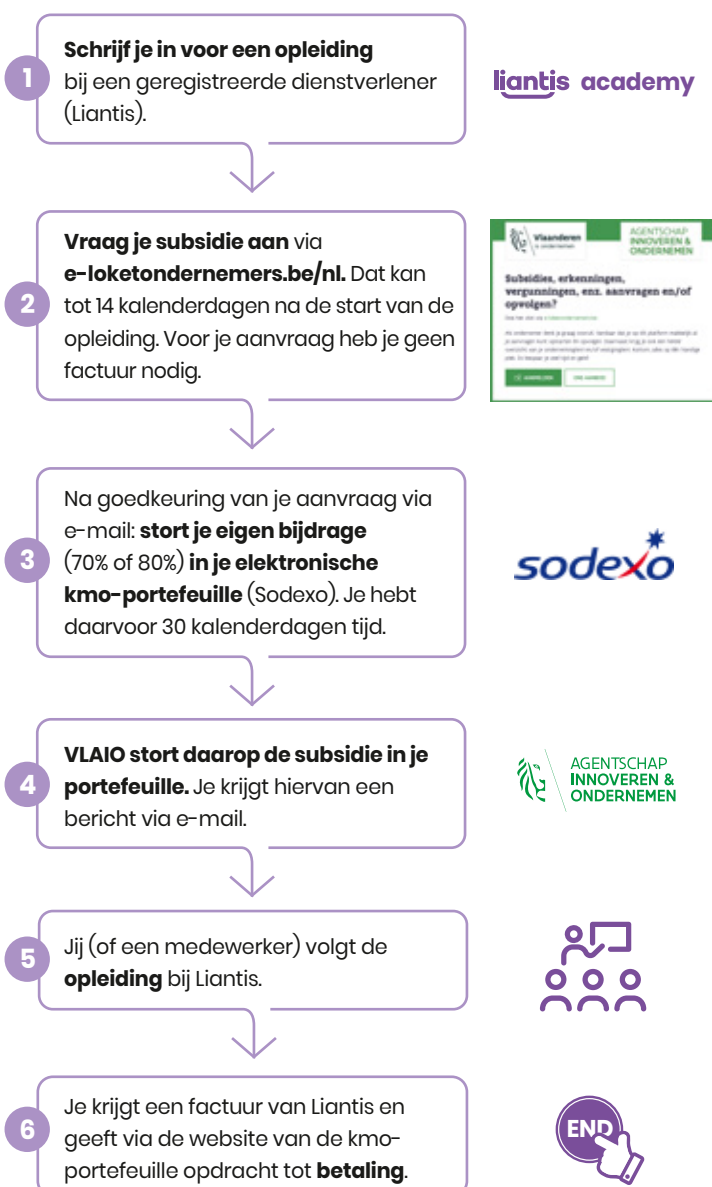 1
Schrijf je in voor een opleiding
bij een geregistreerde dienstverlener
(Liantis).
liantis academy
2
Vraag je subsidie aan via
e-loketondernemers.be/nl. Dat kan
tot 14 kalenderdagen na de start van de
opleiding. Voor je aanvraag heb je geen
factuur nodig.
Vlaanderen
is ondernemen
AGENTSCHAP
INNOVEREN &
ONDERNEMEN
Subsidies, erkenningen,
vergunningen, enz. aanvragen en/of
opvolgen?
3
Na goedkeuring van je aanvraag via
e-mail: stort je eigen bijdrage
(70% of 80%) in je elektronische
kmo-portefeuille (Sodexo). Je hebt
daarvoor 30 kalenderdagen tijd.
sodexo
4
VLAIO stort daarop de subsidie in je
portefeuille. Je krijgt hiervan een
bericht via e-mail.
AGENTSCHAP
INNOVEREN &
ONDERNEMEN
5
Jij (of een medewerker) volgt de
opleiding bij Liantis.
6
Je krijgt een factuur van Liantis en
geeft via de website van de kmo-
portefeuille opdracht tot betaling.
END